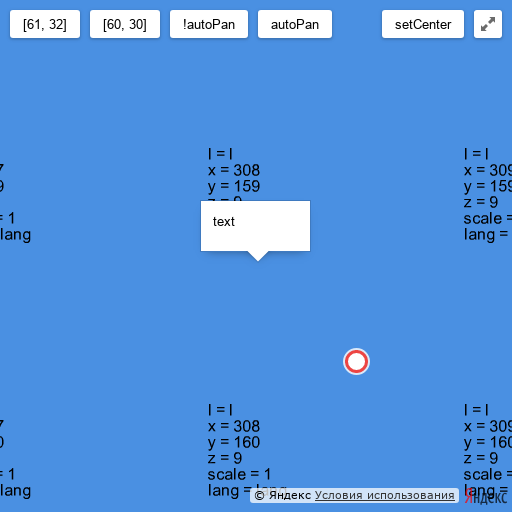 [61, 32] [60, 30] !autoPan autoPan setCenter
l = l l = l
7 x = 308 x = 309
9 y = 159 y = 159
z = 9 z = 9
= 1 scale =
lang lang =
text
l = l l = l
7 x = 308 x = 309
0 y = 160 y = 160
z = 9 z = 9
= 1 scale = 1 scale =
lang lang = lang lang =
© Яндекс Условия использования Яндекс